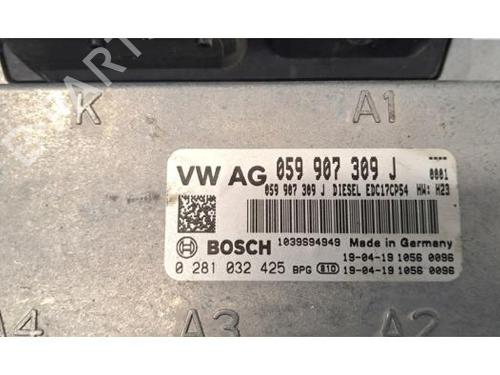 K
A1
VW AG 059 907 309 J ----
0001
059 907 309 J DIESEL EDC17CP54 HW: H23
BOSCH 1039S94949 Made in Germany
19-04-19 1056 0096
0 281 032 425 BPG 810 19-04-19 1056 0096
A4
A3
A2